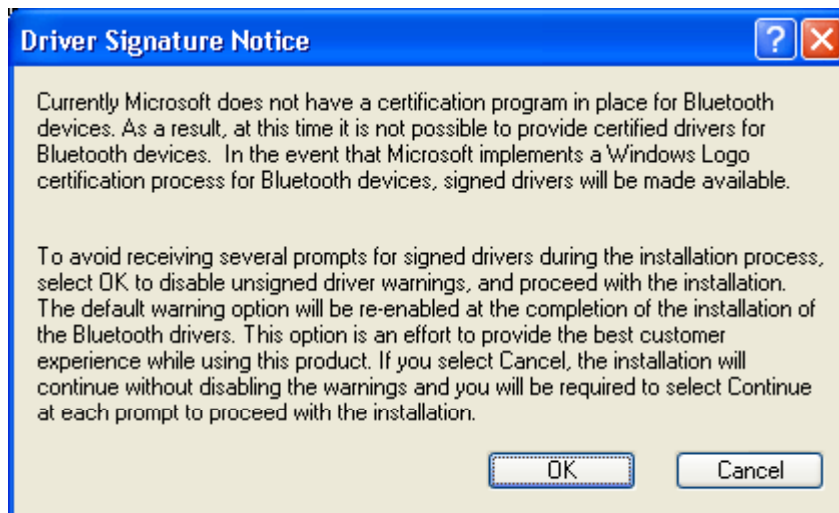 Driver Signature Notice
Currently Microsoft does not have a certification program in place for Bluetooth
devices. As a result, at this time it is not possible to provide certified drivers for
Bluetooth devices.  In the event that Microsoft implements a Windows Logo
certification process for Bluetooth devices, signed drivers will be made available.
To avoid receiving several prompts for signed drivers during the installation process,
select OK to disable unsigned driver warnings, and proceed with the installation.
The default warning option will be re-enabled at the completion of the installation of
the Bluetooth drivers. This option is an effort to provide the best customer
experience while using this product. If you select Cancel, the installation will
continue without disabling the warnings and you will be required to select Continue
at each prompt to proceed with the installation.
OK Cancel